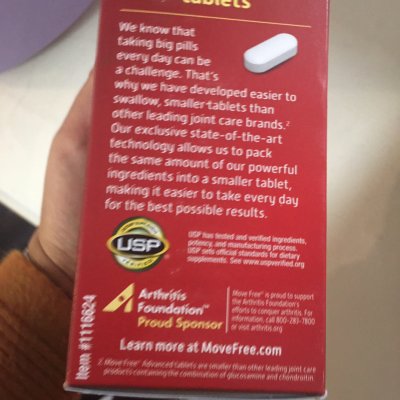 tablets
We know that
taking big pills
every day can be
a challenge. That's
why we have developed easier to
swallow, smaller tablets than
other leading joint care brands.²
Our exclusive state-of-the-art
technology allows us to pack
the same amount of our powerful
ingredients into a smaller tablet,
making it easier to take every day
for the best possible results.
USP
USP has tested and verified ingredients,
potency, and manufacturing process.
USP sets official standards for dietary
supplements. See www.uspverified.org
Arthritis
Foundation™
Proud Sponsor
Move Free® is proud to support
the Arthritis Foundation's
efforts to conquer arthritis. For
information, call 800-283-7800
or visit arthritis.org
Learn more at MoveFree.com
2. Move Free® Advanced tablets are smaller than other leading joint care
products containing the combination of glucosamine and chondroitin.
Item #1116624